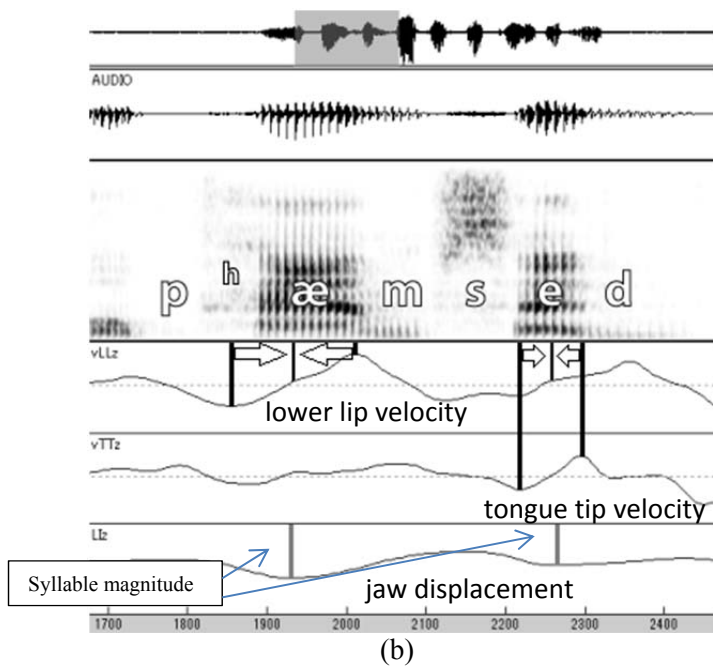 AUDIO
p h æ m s e d
vLLz
lower lip velocity
vTTz
tongue tip velocity
LIz
Syllable magnitude
jaw displacement
1700 1800 1900 2000 2100 2200 2300 2400
(b)